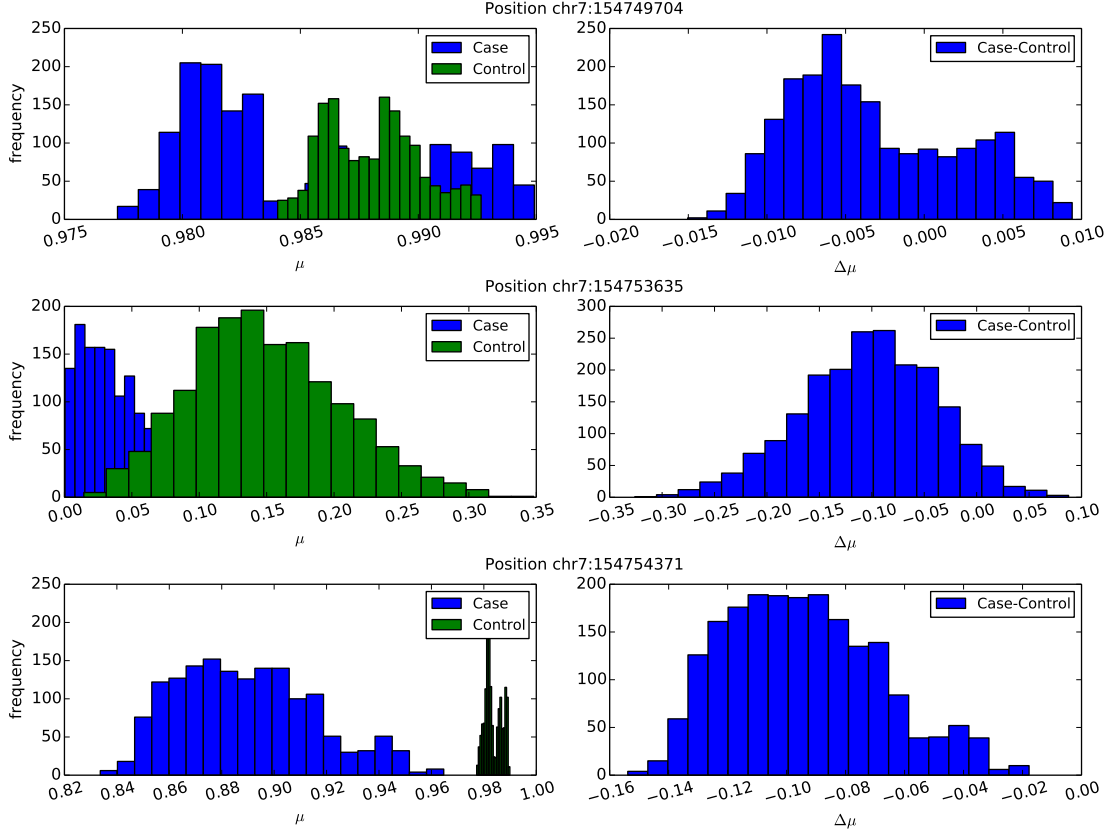 Position chr7:154749704
frequency
250
200
150
100
50
0
0.975 0.980 0.985 0.990 0.995
μ
Case
Control
250
200
150
100
50
0
−0.020 −0.015 −0.010 −0.005 0.000 0.005 0.010
Δμ
Case-Control
Position chr7:154753635
frequency
200
150
100
50
0
0.00 0.05 0.10 0.15 0.20 0.25 0.30 0.35
μ
Case
Control
300
250
200
150
100
50
0
−0.35 −0.30 −0.25 −0.20 −0.15 −0.10 −0.05 0.00 0.05 0.10
Δμ
Case-Control
Position chr7:154754371
frequency
250
200
150
100
50
0
0.82 0.84 0.86 0.88 0.90 0.92 0.94 0.96 0.98 1.00
μ
Case
Control
200
150
100
50
0
−0.16 −0.14 −0.12 −0.10 −0.08 −0.06 −0.04 −0.02 0.00
Δμ
Case-Control